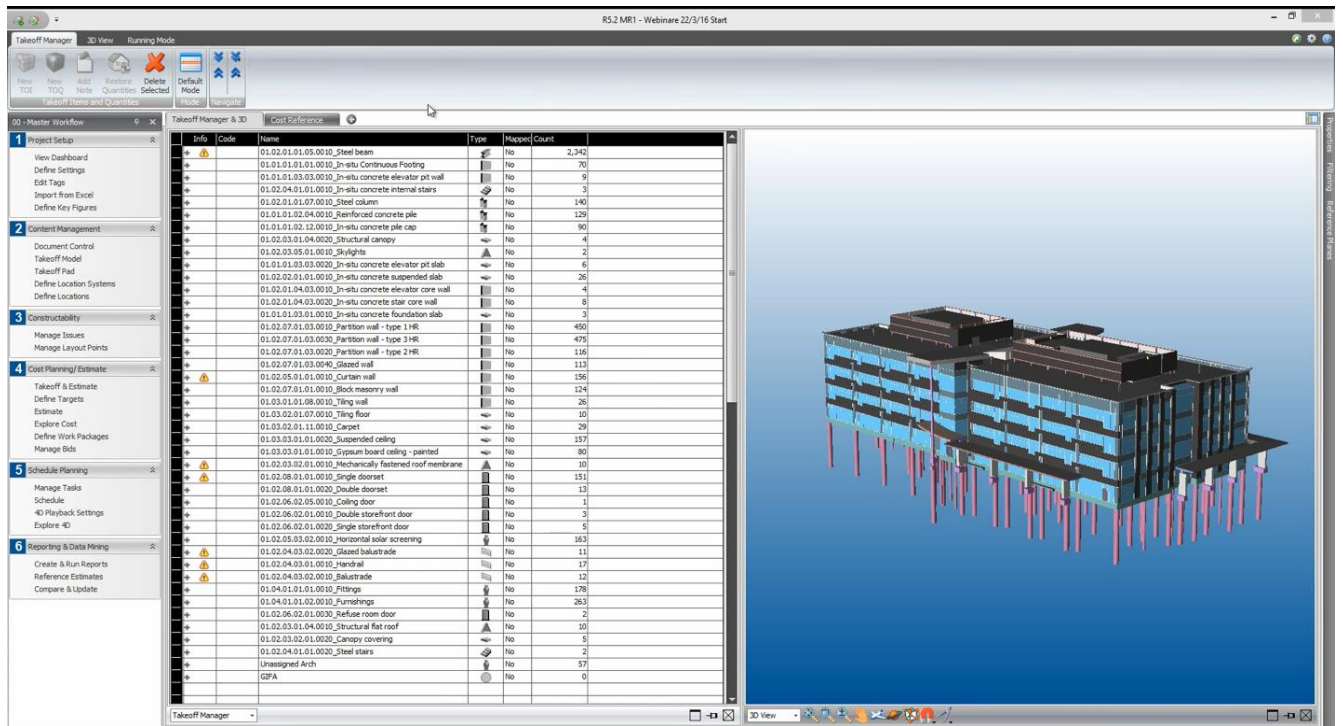 R5.2 MR1 - Webinare 22/3/16 Start
Takeoff Manager 3D View Running Mode
New TOI
New TOQ
Add Note
Restore Quantities
Delete Selected
Default Mode
Takeoff Items and Quantities Mode Navigate
00 - Master Workflow
1 Project Setup
View Dashboard
Define Settings
Edit Tags
Import from Excel
Define Key Figures
2 Content Management
Document Control
Takeoff Model
Takeoff Pad
Define Location Systems
Define Locations
3 Constructability
Manage Issues
Manage Layout Points
4 Cost Planning/Estimate
Takeoff & Estimate
Define Targets
Estimate
Explore Cost
Define Work Packages
Manage Bids
5 Schedule Planning
Manage Tasks
Schedule
4D Playback Settings
Explore 4D
6 Reporting & Data Mining
Create & Run Reports
Reference Estimates
Compare & Update
Takeoff Manager & 3D Cost Reference
Info Code Name Type Mapped Count
01.02.01.01.05.0010_Steel beam No 2,342
01.01.01.01.01.0010_In-situ Continuous Footing No 70
01.01.01.03.03.0010_In-situ concrete elevator pit wall No 9
01.02.04.01.01.0010_In-situ concrete internal stairs No 3
01.02.01.01.07.0010_Steel column No 140
01.01.01.02.04.0010_Reinforced concrete pile No 129
01.01.01.02.12.0010_In-situ concrete pile cap No 90
01.02.03.01.04.0020_Structural canopy No 4
01.02.03.05.01.0010_Skylights No 2
01.01.01.03.03.0020_In-situ concrete elevator pit slab No 6
01.02.02.01.01.0010_In-situ concrete suspended slab No 26
01.02.01.04.03.0010_In-situ concrete elevator core wall No 4
01.02.01.04.03.0020_In-situ concrete stair core wall No 8
01.01.01.03.01.0010_In-situ concrete foundation slab No 3
01.02.07.01.03.0010_Partition wall - type 1 HR No 450
01.02.07.01.03.0030_Partition wall - type 3 HR No 475
01.02.07.01.03.0020_Partition wall - type 2 HR No 116
01.02.07.01.03.0040_Glazed wall No 113
01.02.05.01.01.0010_Curtain wall No 156
01.02.07.01.01.0010_Block masonry wall No 124
01.03.01.01.08.0010_Tiling wall No 26
01.03.02.01.07.0010_Tiling floor No 10
01.03.02.01.11.0010_Carpet No 29
01.03.03.01.01.0020_Suspended ceiling No 157
01.03.03.01.01.0010_Gypsum board ceiling - painted No 80
01.02.03.02.01.0010_Mechanically fastened roof membrane No 10
01.02.08.01.01.0010_Single doorset No 151
01.02.08.01.01.0020_Double doorset No 13
01.02.06.02.05.0010_Coiling door No 1
01.02.06.02.01.0010_Double storefront door No 3
01.02.06.02.01.0020_Single storefront door No 5
01.02.05.03.02.0010_Horizontal solar screening No 163
01.02.04.03.02.0020_Glazed balustrade No 11
01.02.04.03.01.0010_Handrail No 17
01.02.04.03.02.0010_Balustrade No 12
01.04.01.01.01.0010_Fittings No 178
01.04.01.01.02.0010_Furnishings No 263
01.02.06.02.01.0030_Refuse room door No 2
01.02.03.01.04.0010_Structural flat roof No 10
01.02.03.02.01.0020_Canopy covering No 5
01.02.04.01.01.0020_Steel stairs No 2
Unassigned Arch No 57
GIFA No 0
Takeoff Manager
3D View
Properties
Filtering
Reference Planes